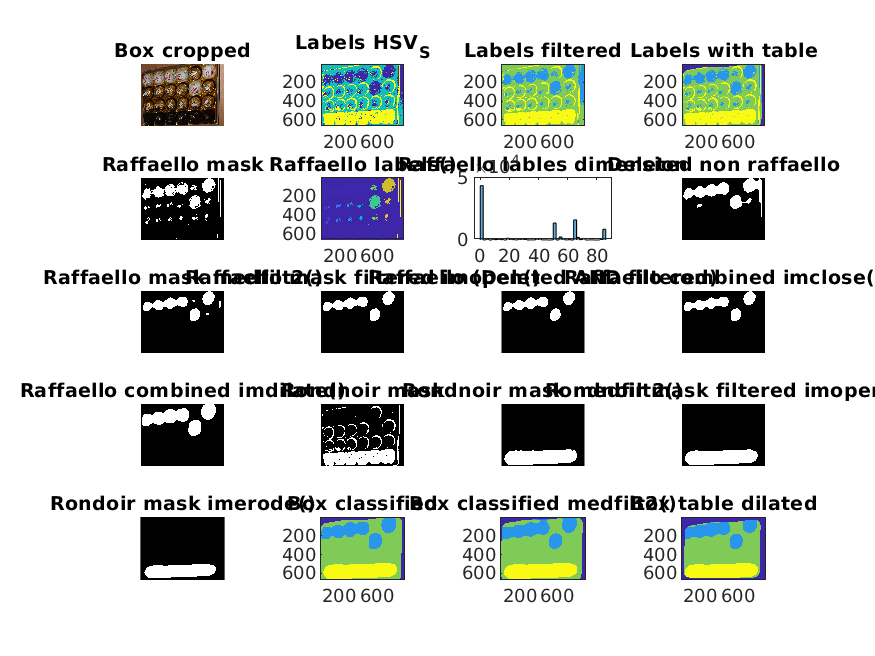 Box cropped
Labels HSV_S
Labels filtered
Labels with table
200
400
600
200 600
200
400
600
200 600
200
400
600
200 600
Raffaello mask
Raffaello
Raffaello lables dimension
Deleted non raffaello
200
400
600
200 600
10^4
5
0
0 20 40 60 80
Raffaello mask medfilt2()
Raffaello mask filtered imopen()
Raffaello (Deleted AND filtered)
Raffaello combined imclose(
Raffaello combined imdilate()
Rondnoir mask
Rondnoir mask medfilt2()
Rondnoir mask filtered imopen
Rondoir mask imerode()
Box classified
Box classified medfilt2()
Box table dilated
200
400
600
200 600
200
400
600
200 600
200
400
600
200 600